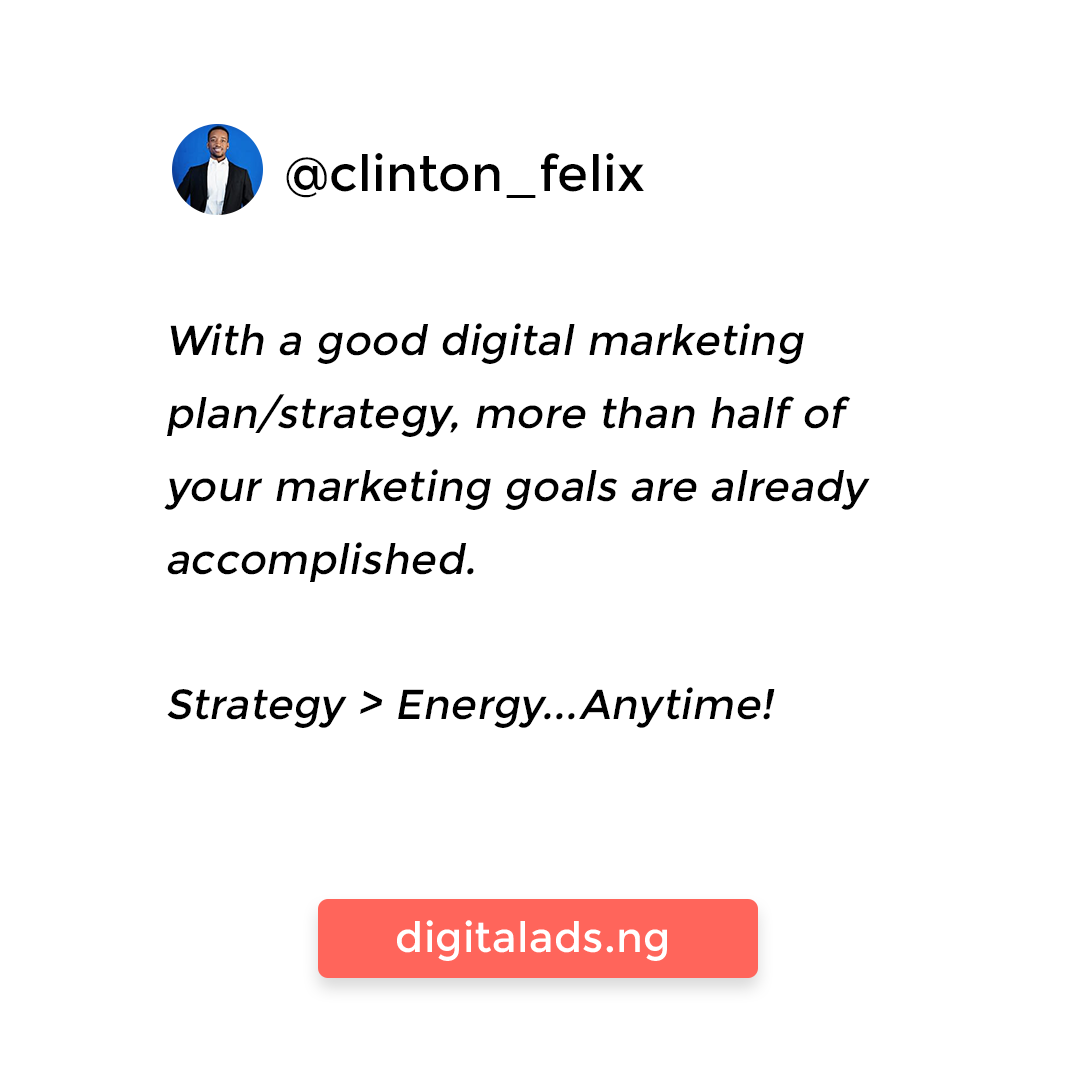 @clinton_felix
With a good digital marketing
plan/strategy, more than half of
your marketing goals are already
accomplished.
Strategy > Energy...Anytime!
digitalads.ng